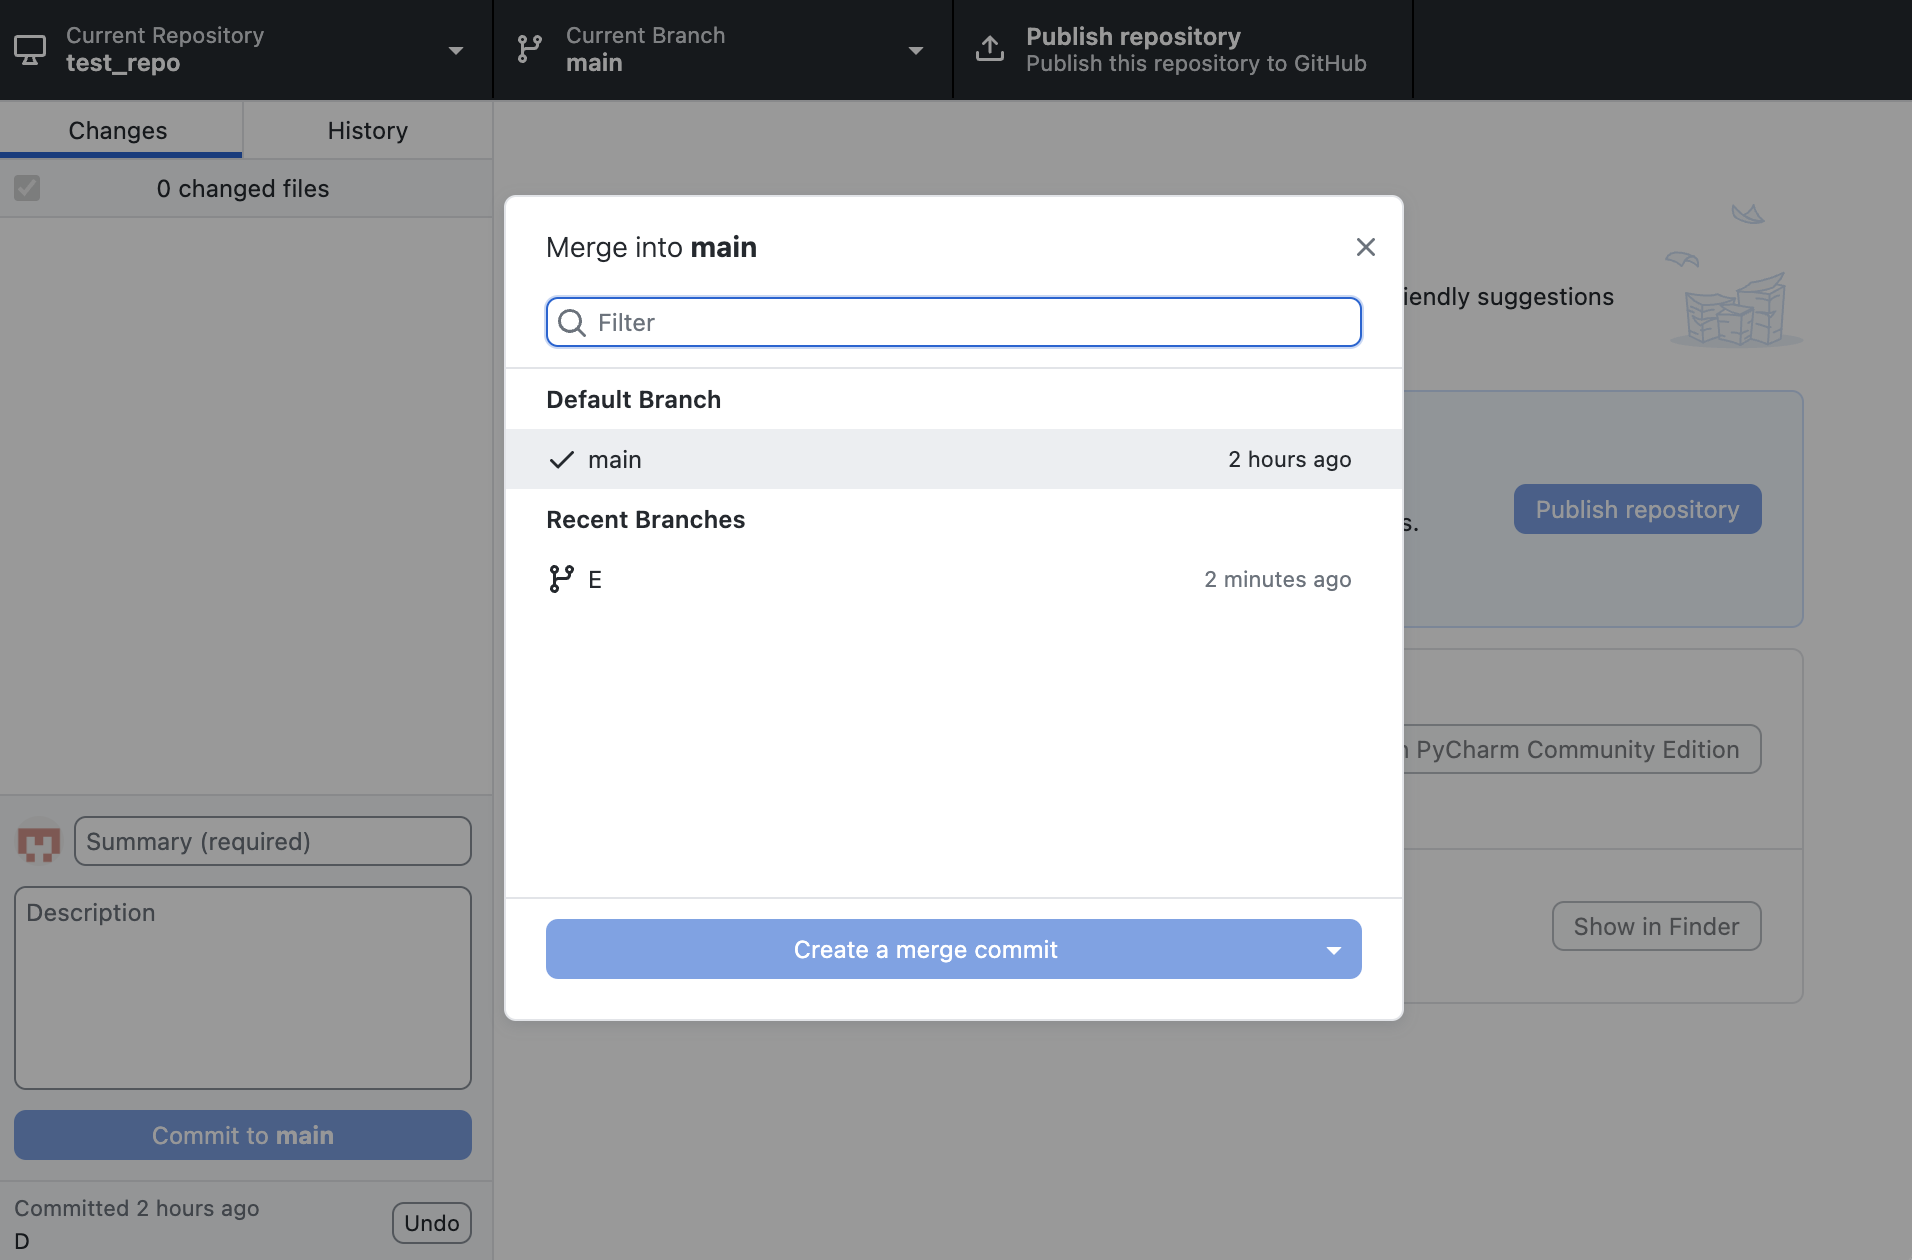 Current Repository
test_repo
Current Branch
main
Publish repository
Publish this repository to GitHub
Changes
History
0 changed files
Merge into main
Filter
iendly suggestions
Default Branch
main
2 hours ago
Recent Branches
s.
Publish repository
E
2 minutes ago
PyCharm Community Edition
Summary (required)
Description
Show in Finder
Create a merge commit
Commit to main
Committed 2 hours ago
D
Undo